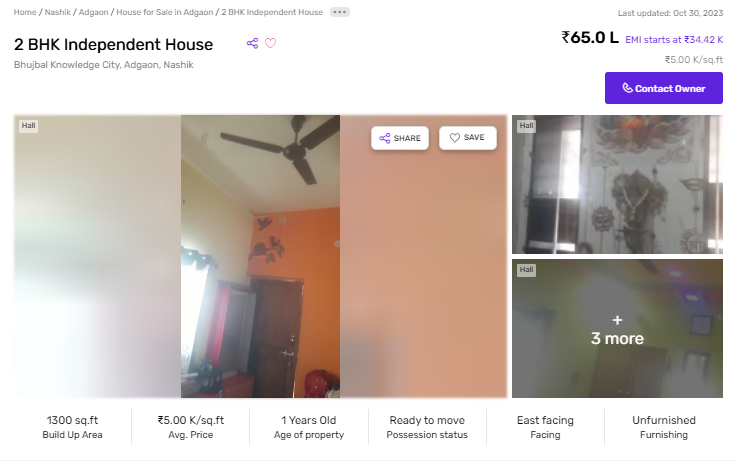 Home / Nashik / Adgaon / House for Sale in Adgaon / 2 BHK Independent House
Last updated: Oct 30, 2023
2 BHK Independent House
₹65.0 L EMI starts at ₹34.42 K
Bhujbal Knowledge City, Adgaon, Nashik
₹5.00 K/sq.ft
Contact Owner
Hall
SHARE
SAVE
Hall
Hall
+
3 more
1300 sq.ft
Build Up Area
₹5.00 K/sq.ft
Avg. Price
1 Years Old
Age of property
Ready to move
Possession status
East facing
Facing
Unfurnished
Furnishing